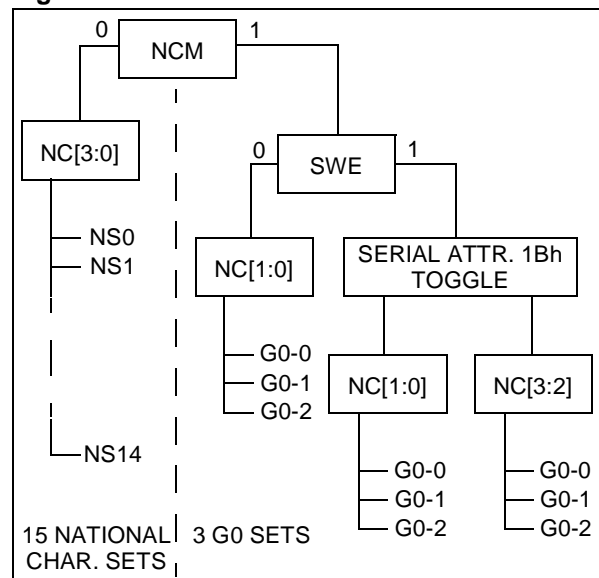 0
NCM
1
NC[3:0]
NS0
NS1
NS14
15 NATIONAL
CHAR. SETS
0
SWE
1
NC[1:0]
G0-0
G0-1
G0-2
SERIAL ATTR. 1Bh
TOGGLE
NC[1:0]
G0-0
G0-1
G0-2
NC[3:2]
G0-0
G0-1
G0-2
3 G0 SETS